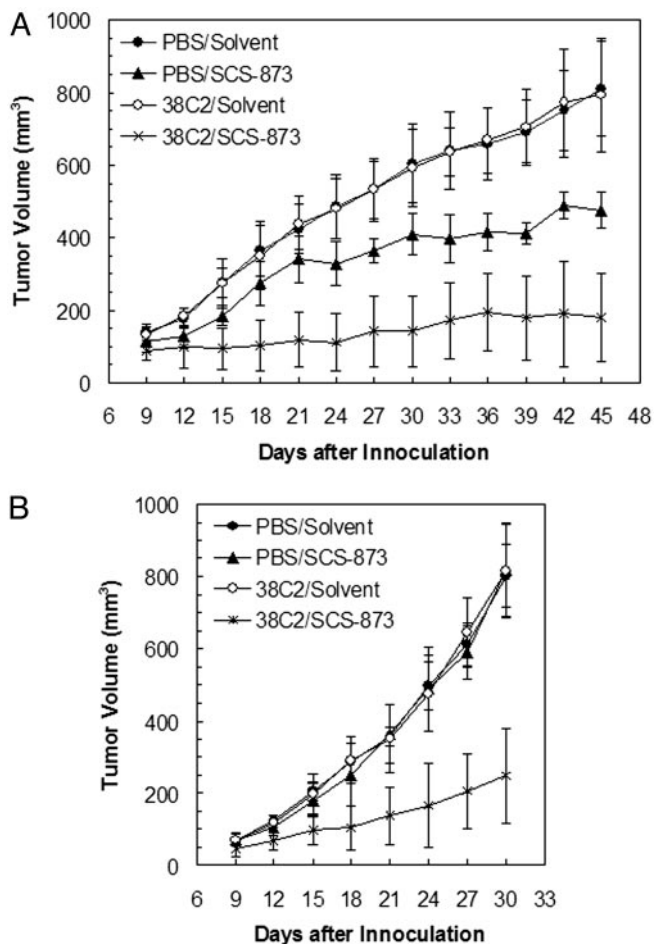 A
PBS/Solvent
PBS/SCS-873
38C2/Solvent
38C2/SCS-873
Tumor Volume (mm³)
1000
800
600
400
200
0
6 9 12 15 18 21 24 27 30 33 36 39 42 45 48
Days after Innoculation
B
PBS/Solvent
PBS/SCS-873
38C2/Solvent
38C2/SCS-873
Tumor Volume (mm³)
1000
800
600
400
200
0
6 9 12 15 18 21 24 27 30 33
Days after Innoculation